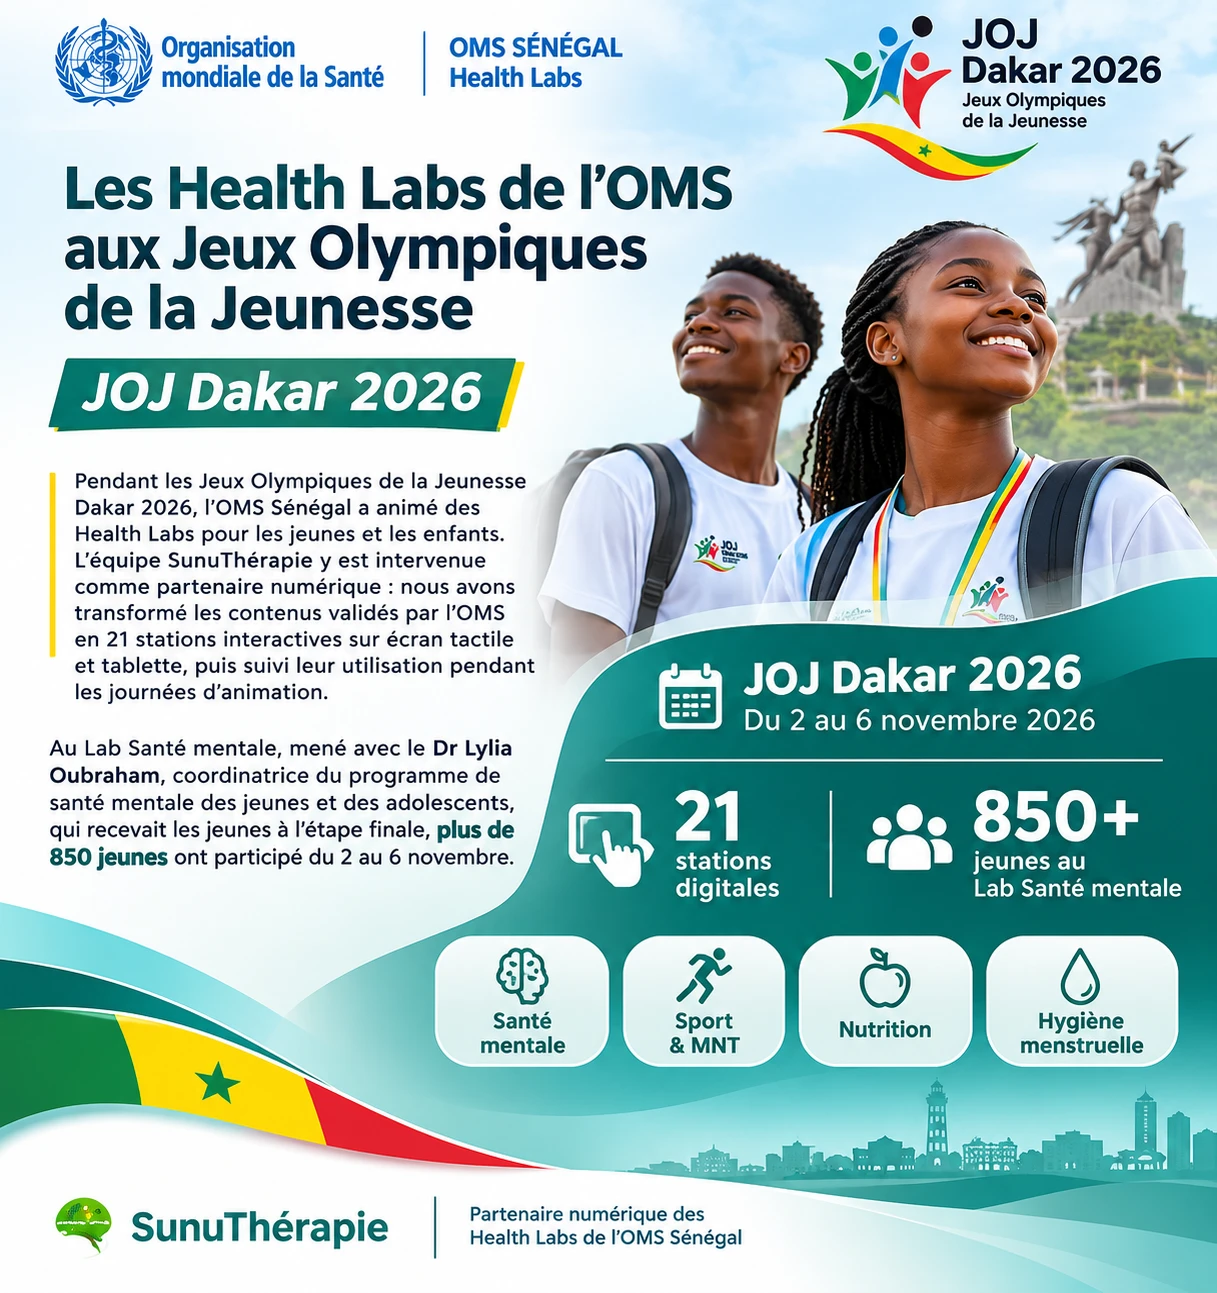 Organisation
mondiale de la Santé
OMS SÉNÉGAL
Health Labs
JOJ
Dakar 2026
Jeux Olympiques
de la Jeunesse
Les Health Labs de l'OMS
aux Jeux Olympiques
de la Jeunesse
JOJ Dakar 2026
Pendant les Jeux Olympiques de la Jeunesse
Dakar 2026, l'OMS Sénégal a animé des
Health Labs pour les jeunes et les enfants.
L'équipe SunuThérapie y est intervenue
comme partenaire numérique : nous avons
transformé les contenus validés par l'OMS
en 21 stations interactives sur écran tactile
et tablette, puis suivi leur utilisation pendant
les journées d'animation.
Au Lab Santé mentale, mené avec le Dr Lylia
Oubraham, coordinatrice du programme de
santé mentale des jeunes et des adolescents,
qui recevait les jeunes à l'étape finale, plus de
850 jeunes ont participé du 2 au 6 novembre.
JOJ
JOJ Dakar 2026
Du 2 au 6 novembre 2026
21
stations
digitales
850+
jeunes au
Lab Santé mentale
Santé
mentale
Sport
& MNT
Nutrition
Hygiène
menstruelle
SunuThérapie
Partenaire numérique des
Health Labs de l'OMS Sénégal